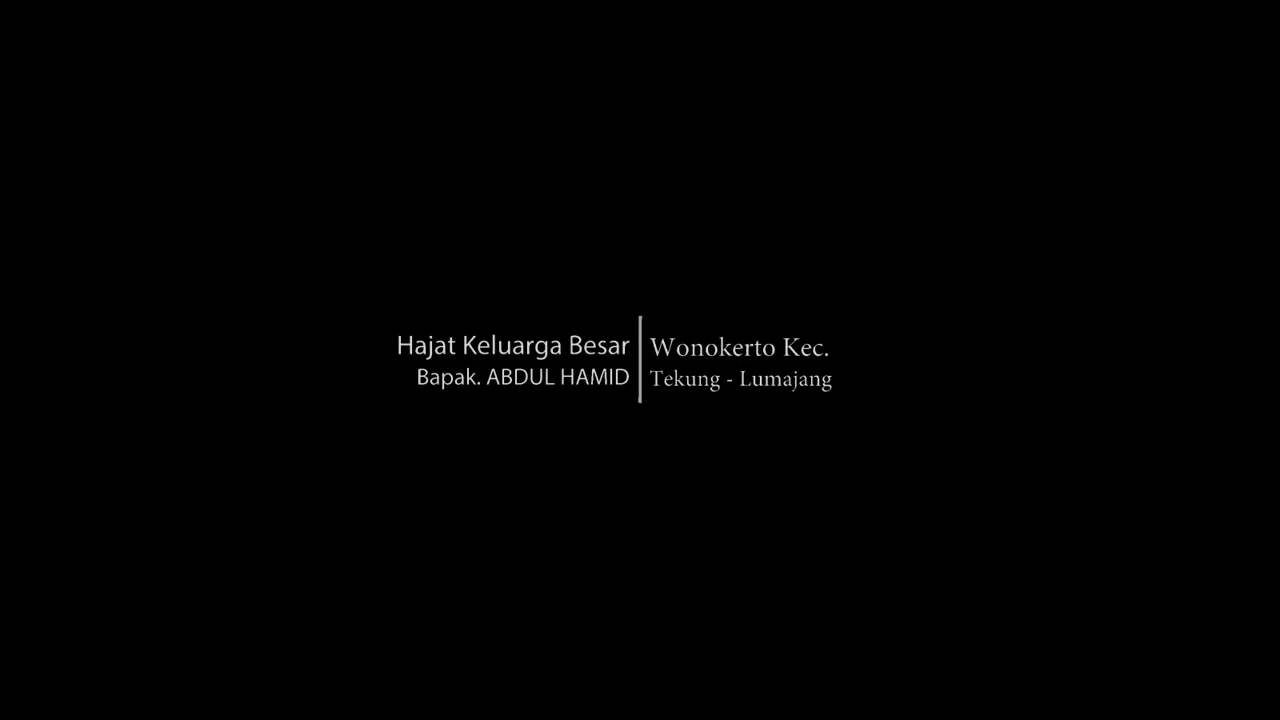 Hajat Keluarga Besar
Bapak. ABDUL HAMID
Wonokerto Kec.
Tekung - Lumajang